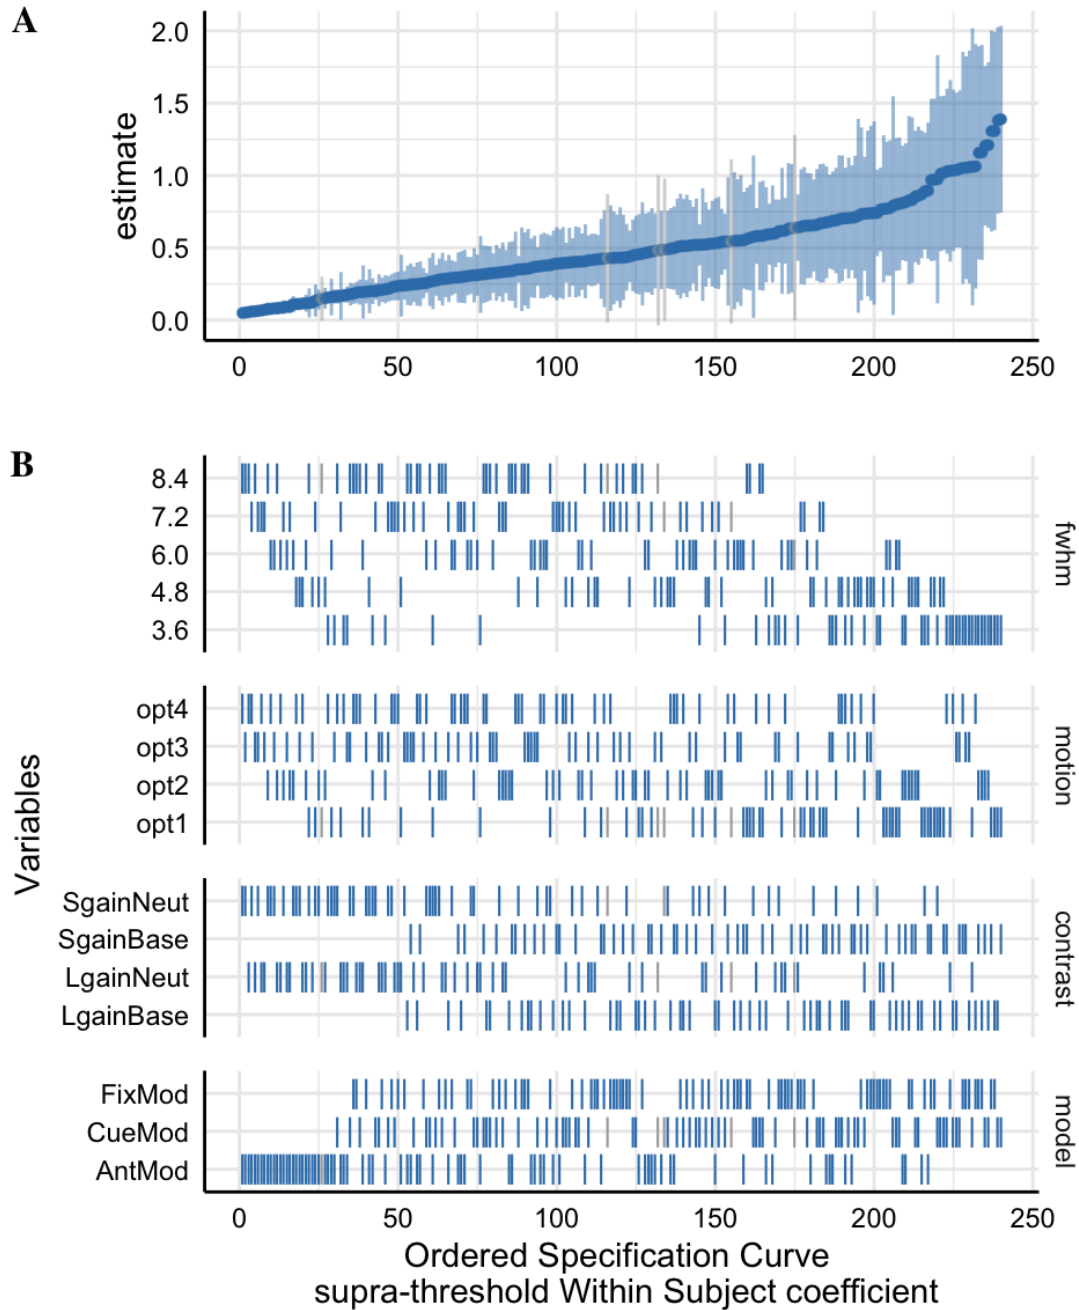 A
2.0
1.5
1.0
0.5
0.0
estimate
0 50 100 150 200 250
B
8.4
7.2
6.0
4.8
3.6
fwhm
opt4
opt3
opt2
opt1
motion
SgainNeut
SgainBase
LgainNeut
LgainBase
contrast
FixMod
CueMod
AntMod
model
Variables
0 50 100 150 200 250
Ordered Specification Curve
supra-threshold Within Subject coefficient